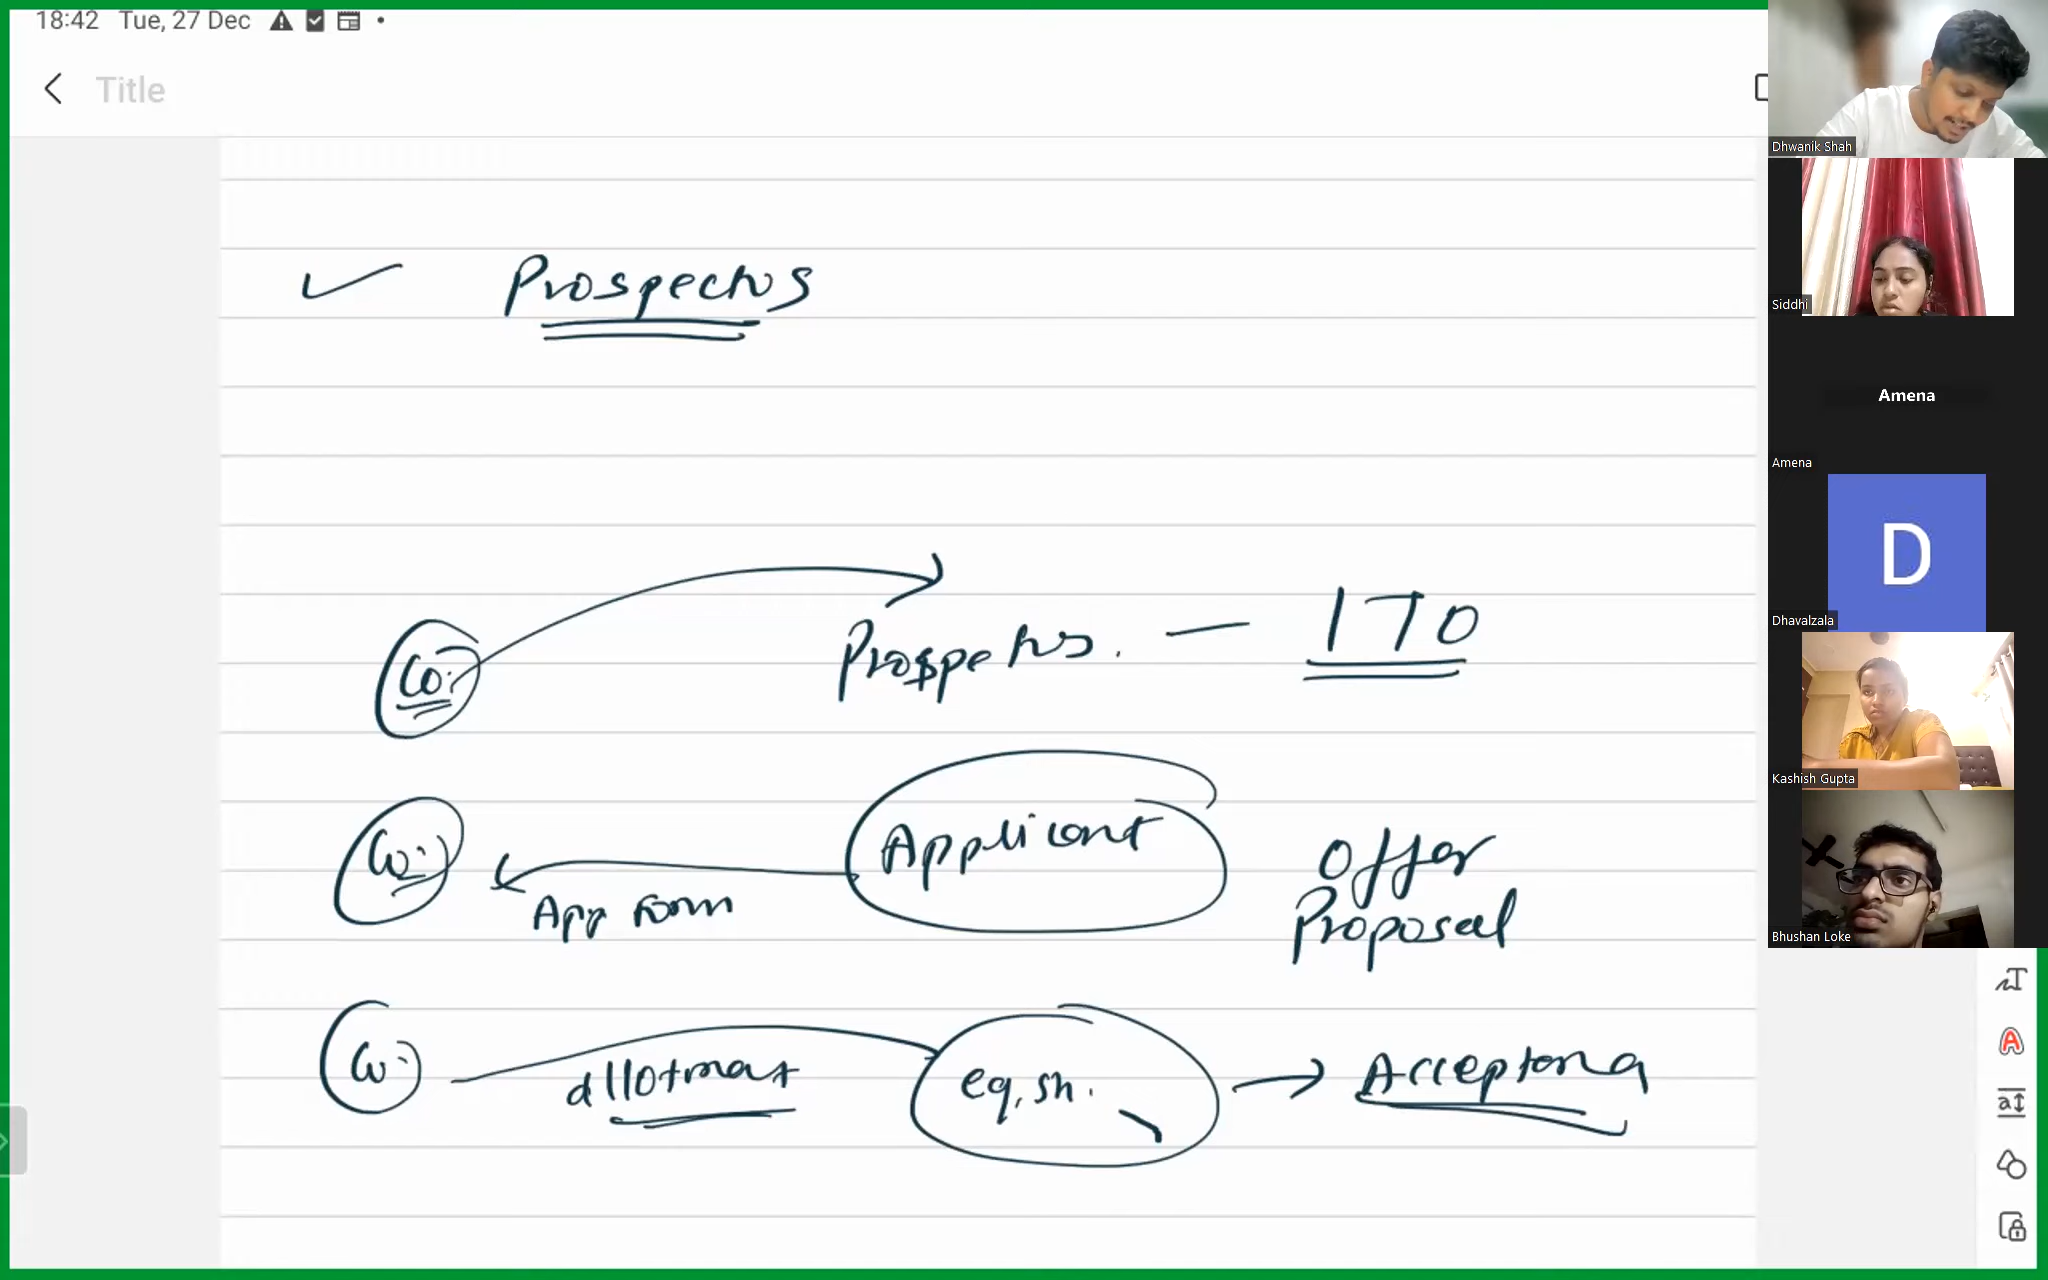 18:42 Tue, 27 Dec
Title
Prospectus
Co. Prospectus. — ITO
Co. App Form Applicant Offer
Proposal
Co. allotment eq. sh. → Acceptance
Dhwanik Shah
Siddhi
Amena
Amena
D
Dhavalzala
Kashish Gupta
Bhushan Loke